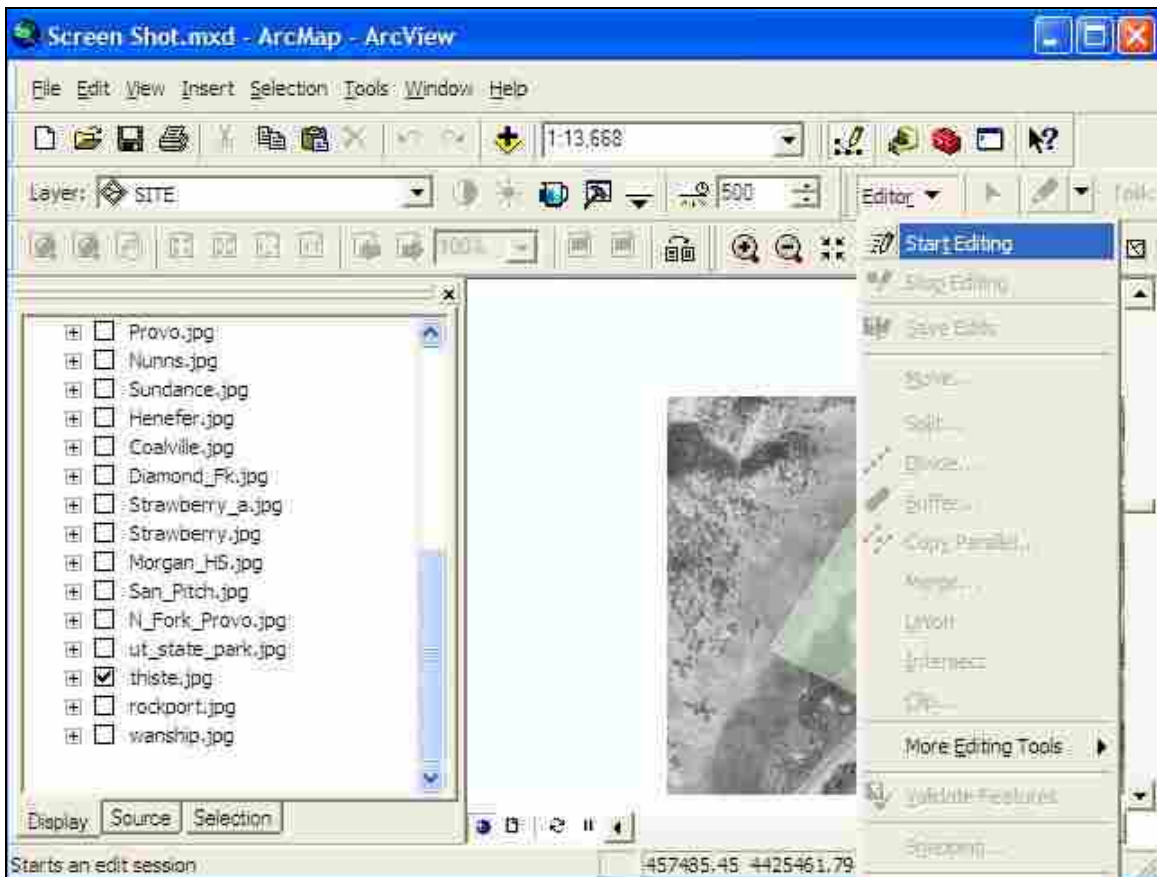 Screen Shot.mxd - ArcMap - ArcView
File Edit View Insert Selection Tools Window Help
1:13,668
Layer: SITE 500 Editor
100%
Start Editing
Stop Editing
Save Edits
Move...
Split...
Divide...
Buffer...
Copy Parallel...
Merge...
Union
Intersect
Clip...
More Editing Tools
Validate Features
Snapping...
Provo.jpg
Nunns.jpg
Sundance.jpg
Henefer.jpg
Coalville.jpg
Diamond_Fk.jpg
Strawberry_a.jpg
Strawberry.jpg
Morgan_HS.jpg
San_Pitch.jpg
N_Fork_Provo.jpg
ut_state_park.jpg
thiste.jpg
rockport.jpg
wanship.jpg
Display Source Selection
Starts an edit session
457485.45 4425461.79